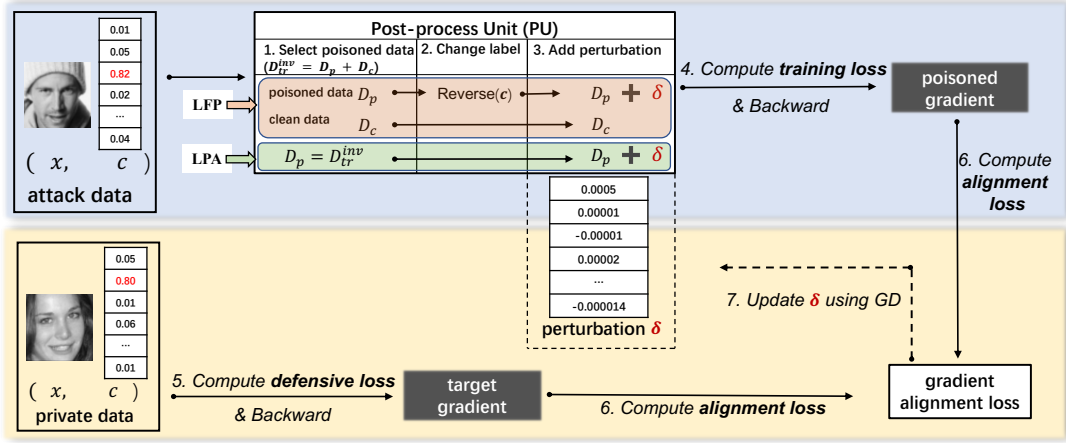 0.01
0.05
0.82
0.02
...
0.04
( x, c )
attack data
Post-process Unit (PU)
1. Select poisoned data
(D_{tr}^{inv} = D_p + D_c)
2. Change label
3. Add perturbation
LFP
poisoned data D_p
Reverse(c)
D_p + δ
clean data D_c
D_c
LPA
D_p = D_{tr}^{inv}
D_p + δ
4. Compute training loss
& Backward
poisoned
gradient
6. Compute
alignment
loss
0.0005
0.00001
-0.00001
0.00002
...
-0.000014
perturbation δ
7. Update δ using GD
0.05
0.80
0.01
0.06
...
0.01
( x, c )
private data
5. Compute defensive loss
& Backward
target
gradient
6. Compute alignment loss
gradient
alignment loss